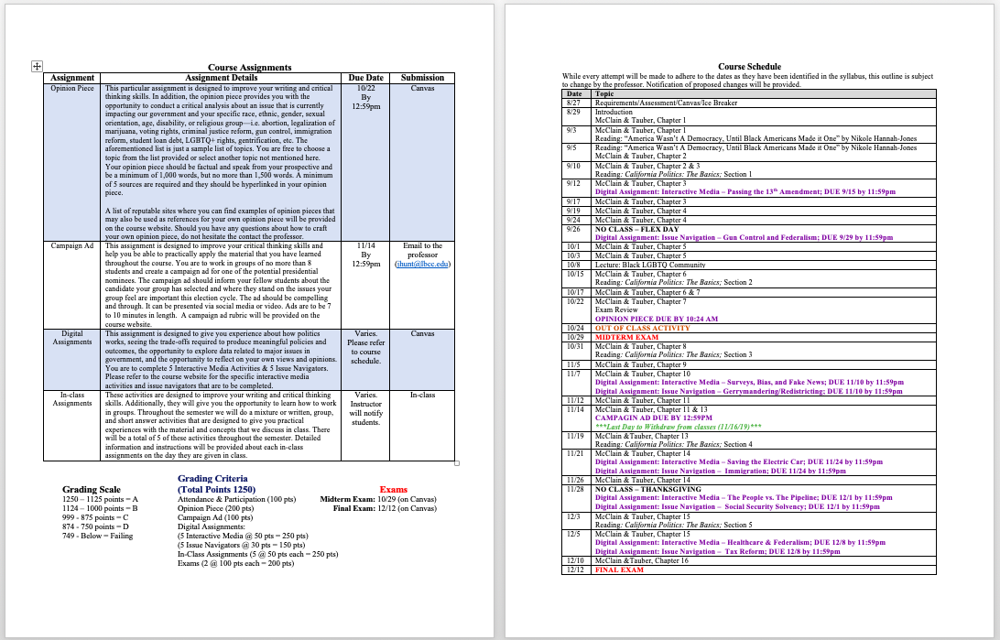 Course Assignments
Assignment Assignment Details Due Date Submission
Opinion Piece
This particular assignment is designed to improve your writing and critical
thinking skills. In addition, the opinion piece provides you with the
opportunity to conduct a critical analysis about an issue that is currently
impacting our government and your specific race, ethnic, gender, sexual
orientation, age, disability, or religious group—i.e. abortion, legalization of
marijuana, voting rights, criminal justice reform, gun control, immigration
reform, student loan debt, LGBTQ+ rights, gentrification, etc. The
aforementioned list is just a sample list of topics. You are free to choose a
topic from the list provided or select another topic not mentioned here.
Your opinion piece should be factual and speak from your prospective and
be a minimum of 1,000 words, but no more than 1,500 words. A minimum
of 5 sources are required and they should be hyperlinked in your opinion
piece.
A list of reputable sites where you can find examples of opinion pieces that
may also be used as references for your own opinion piece will be provided
on the course website. Should you have any questions about how to craft
your own opinion piece, do not hesitate the contact the professor.
10/22
By
12:59pm
Canvas
Campaign Ad
This assignment is designed to improve your critical thinking skills and
help you be able to practically apply the material that you have learned
throughout the course. You are to work in groups of no more than 8
students and create a campaign ad for one of the potential presidential
nominees. The campaign ad should inform your fellow students about the
candidate your group has selected and where they stand on the issues your
group feel are important this election cycle. The ad should be compelling
and through. It can be presented via social media or video. Ads are to be 7
to 10 minutes in length. A campaign ad rubric will be provided on the
course website.
11/14
By
12:59pm
Email to the
professor
(jhunt@lbcc.edu)
Digital
Assignments
This assignment is designed to give you experience about how politics
works, seeing the trade-offs required to produce meaningful policies and
outcomes, the opportunity to explore data related to major issues in
government, and the opportunity to reflect on your own views and opinions.
You are to complete 5 Interactive Media Activities & 5 Issue Navigators.
Please refer to the course website for the specific interactive media
activities and issue navigators that are to be completed.
Varies.
Please refer
to course
schedule.
Canvas
In-class
Assignments
These activities are designed to improve your writing and critical thinking
skills. Additionally, they will give you the opportunity to learn how to work
in groups. Throughout the semester we will do a mixture or written, group,
and short answer activities that are designed to give you practical
experiences with the material and concepts that we discuss in class. There
will be a total of 5 of these activities throughout the semester. Detailed
information and instructions will be provided about each in-class
assignments on the day they are given in class.
Varies.
Instructor
will notify
students.
In-class
Grading Scale
1250 – 1125 points = A
1124 – 1000 points = B
999 - 875 points = C
874 - 750 points = D
749 - Below = Failing
Grading Criteria
(Total Points 1250)
Attendance & Participation (100 pts)
Opinion Piece (200 pts)
Campaign Ad (100 pts)
Digital Assignments:
(5 Interactive Media @ 50 pts = 250 pts)
(5 Issue Navigators @ 30 pts = 150 pts)
In-Class Assignments (5 @ 50 pts each = 250 pts)
Exams (2 @ 100 pts each = 200 pts)
Exams
Midterm Exam: 10/29 (on Canvas)
Final Exam: 12/12 (on Canvas)
Course Schedule
While every attempt will be made to adhere to the dates as they have been identified in the syllabus, this outline is subject
to change by the professor. Notification of proposed changes will be provided.
Date Topic
8/27 Requirements/Assessment/Canvas/Ice Breaker
8/29 Introduction
McClain & Tauber, Chapter 1
9/3 McClain & Tauber, Chapter 1
Reading: “America Wasn’t A Democracy, Until Black Americans Made it One” by Nikole Hannah-Jones
9/5 Reading: “America Wasn’t A Democracy, Until Black Americans Made it One” by Nikole Hannah-Jones
McClain & Tauber, Chapter 2
9/10 McClain & Tauber, Chapter 2 & 3
Reading: California Politics: The Basics; Section 1
9/12 McClain & Tauber, Chapter 3
Digital Assignment: Interactive Media – Passing the 13th Amendment; DUE 9/15 by 11:59pm
9/17 McClain & Tauber, Chapter 3
9/19 McClain & Tauber, Chapter 4
9/24 McClain & Tauber, Chapter 4
9/26 NO CLASS – FLEX DAY
Digital Assignment: Issue Navigation – Gun Control and Federalism; DUE 9/29 by 11:59pm
10/1 McClain & Tauber, Chapter 5
10/3 McClain & Tauber, Chapter 5
10/8 Lecture: Black LGBTQ Community
10/15 McClain & Tauber, Chapter 6
Reading: California Politics: The Basics; Section 2
10/17 McClain & Tauber, Chapter 6 & 7
10/22 McClain & Tauber, Chapter 7
Exam Review
OPINION PIECE DUE BY 10:24 AM
10/24 OUT OF CLASS ACTIVITY
10/29 MIDTERM EXAM
10/31 McClain & Tauber, Chapter 8
Reading: California Politics: The Basics; Section 3
11/5 McClain & Tauber, Chapter 9
11/7 McClain & Tauber, Chapter 10
Digital Assignment: Interactive Media – Surveys, Bias, and Fake News; DUE 11/10 by 11:59pm
Digital Assignment: Issue Navigation – Gerrymandering/Redistricting; DUE 11/10 by 11:59pm
11/12 McClain & Tauber, Chapter 11
11/14 McClain & Tauber, Chapter 11 & 13
CAMPAGIN AD DUE BY 12:59PM
***Last Day to Withdraw from classes (11/16/19)***
11/19 McClain &Tauber, Chapter 13
Reading: California Politics: The Basics; Section 4
11/21 McClain & Tauber, Chapter 14
Digital Assignment: Interactive Media – Saving the Electric Car; DUE 11/24 by 11:59pm
Digital Assignment: Issue Navigation – Immigration; DUE 11/24 by 11:59pm
11/26 McClain & Tauber, Chapter 14
11/28 NO CLASS – THANKSGIVING
Digital Assignment: Interactive Media – The People vs. The Pipeline; DUE 12/1 by 11:59pm
Digital Assignment: Issue Navigation – Social Security Solvency; DUE 12/1 by 11:59pm
12/3 McClain & Tauber, Chapter 15
Reading: California Politics: The Basics; Section 5
12/5 McClain & Tauber, Chapter 15
Digital Assignment: Interactive Media – Healthcare & Federalism; DUE 12/8 by 11:59pm
Digital Assignment: Issue Navigation – Tax Reform; DUE 12/8 by 11:59pm
12/10 McClain & Tauber, Chapter 16
12/12 FINAL EXAM